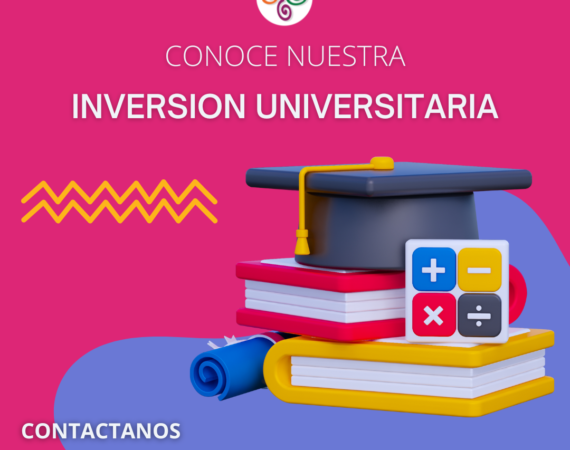 CONOCE NUESTRA
INVERSION UNIVERSITARIA
CONTACTANOS